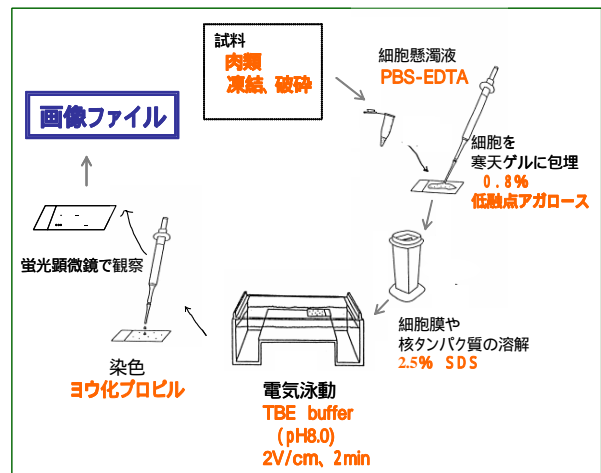 試料
肉類
凍結、破砕
細胞懸濁液
PBS-EDTA
細胞を
寒天ゲルに包埋
0.8%
低融点アガロース
細胞膜や
核タンパク質の溶解
2.5% SDS
電気泳動
TBE buffer
(pH8.0)
2V/cm、2min
染色
ヨウ化プロピル
蛍光顕微鏡で観察
画像ファイル